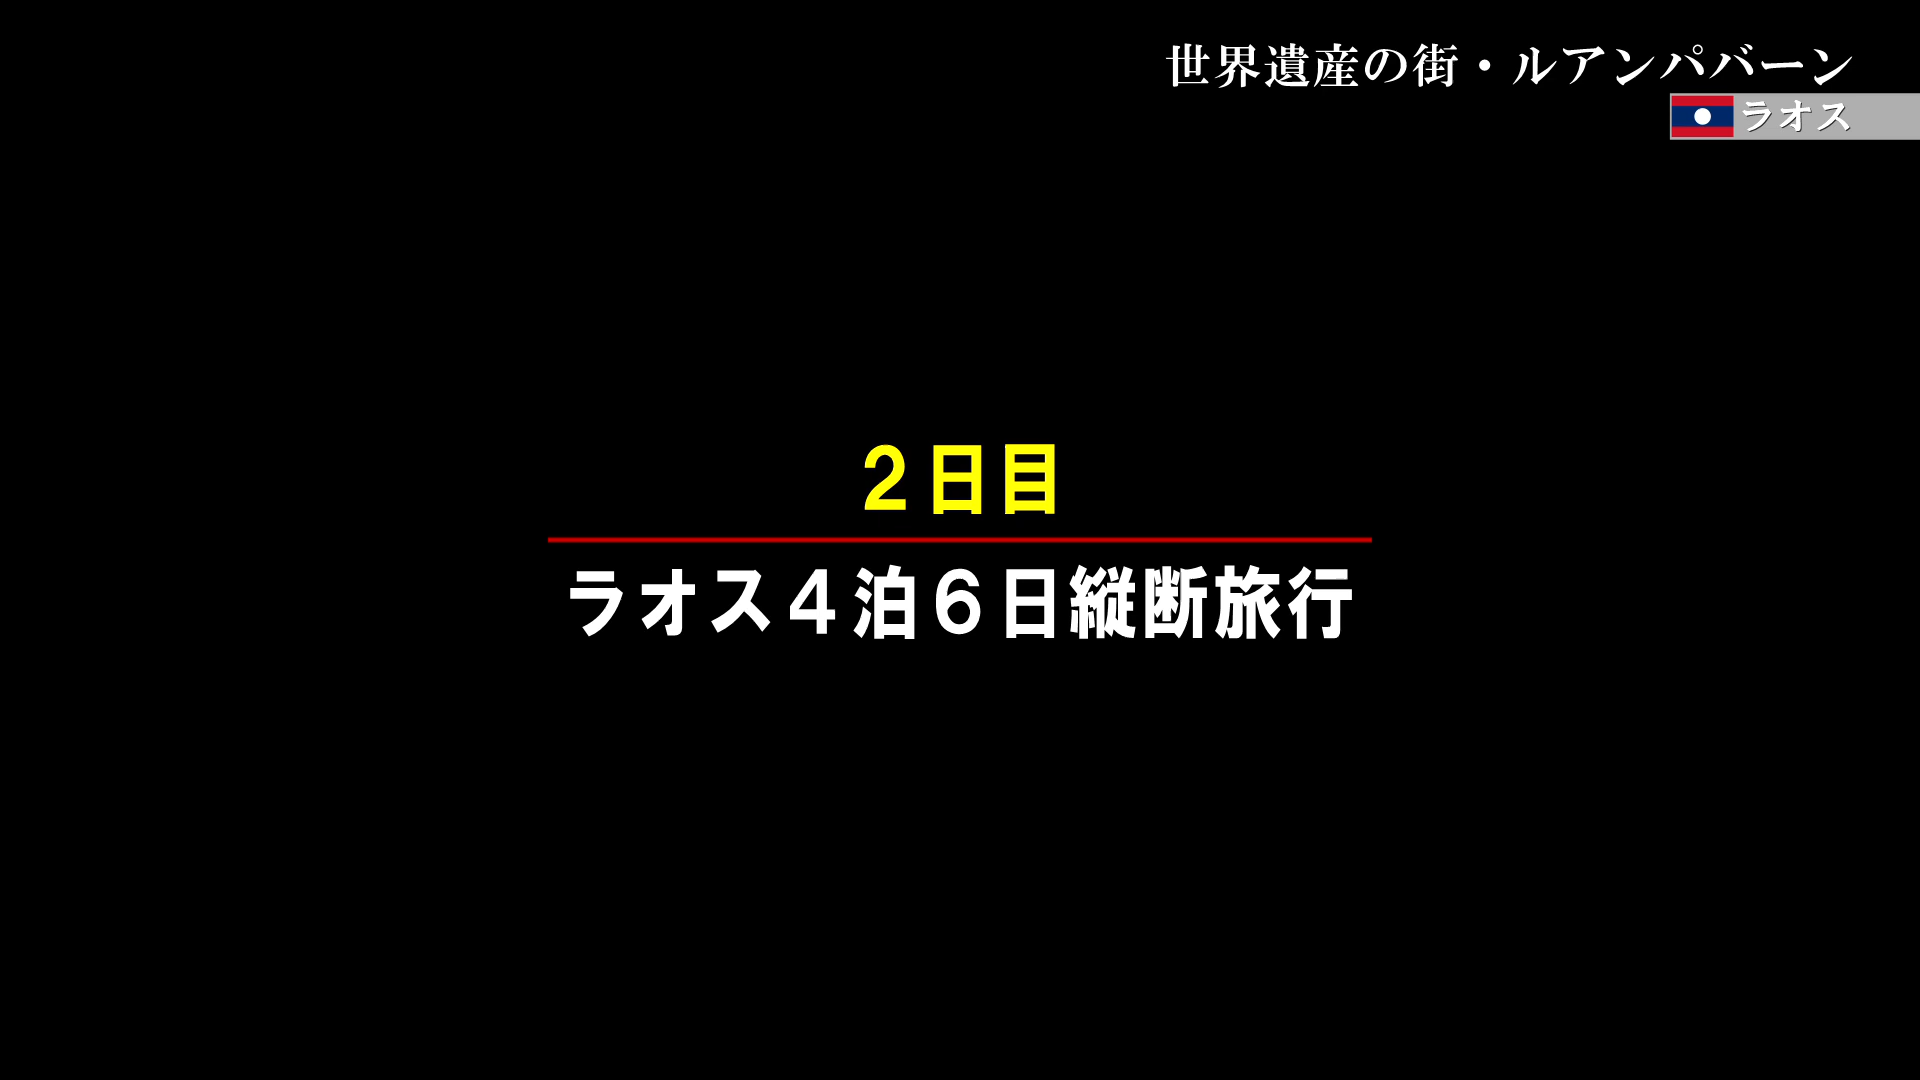 世界遺産の街・ルアンパバーン
ラオス
２日目
ラオス４泊６日縦断旅行